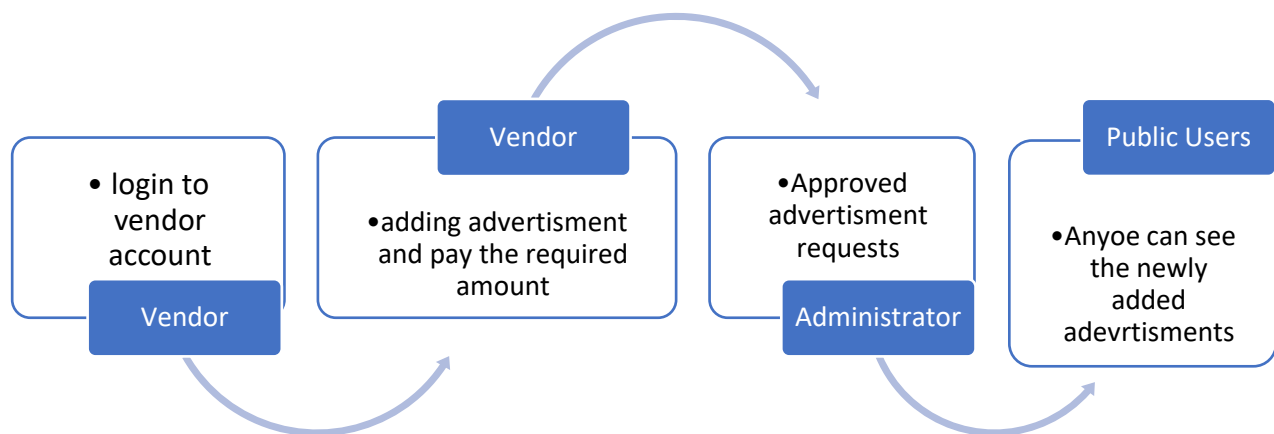 • login to
vendor
account
Vendor
Vendor
•adding advertisment
and pay the required
amount
•Approved
advertisment
requests
Administrator
Public Users
•Anyoe can see
the newly
added
adevrtisments